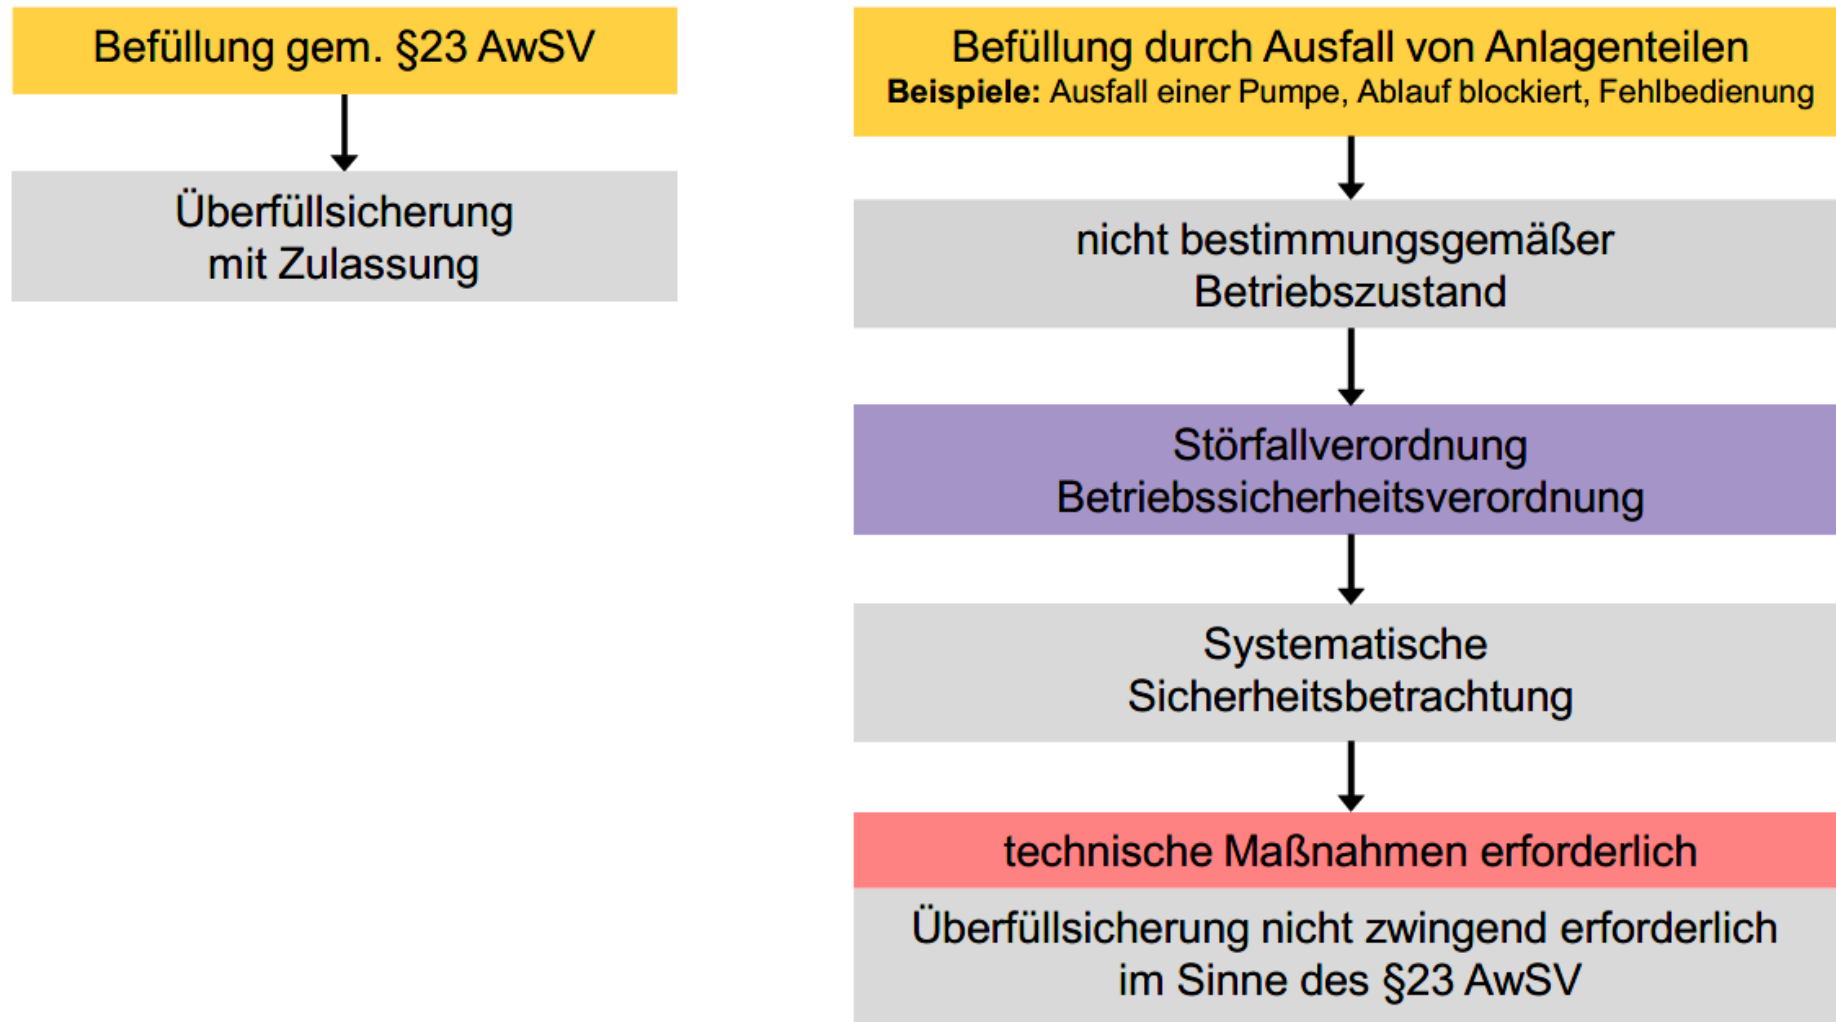 Befüllung gem. §23 AwSV
Überfüllsicherung
mit Zulassung
Befüllung durch Ausfall von Anlagenteilen
Beispiele: Ausfall einer Pumpe, Ablauf blockiert, Fehlbedienung
nicht bestimmungsgemäßer
Betriebszustand
Störfallverordnung
Betriebssicherheitsverordnung
Systematische
Sicherheitsbetrachtung
technische Maßnahmen erforderlich
Überfüllsicherung nicht zwingend erforderlich
im Sinne des §23 AwSV